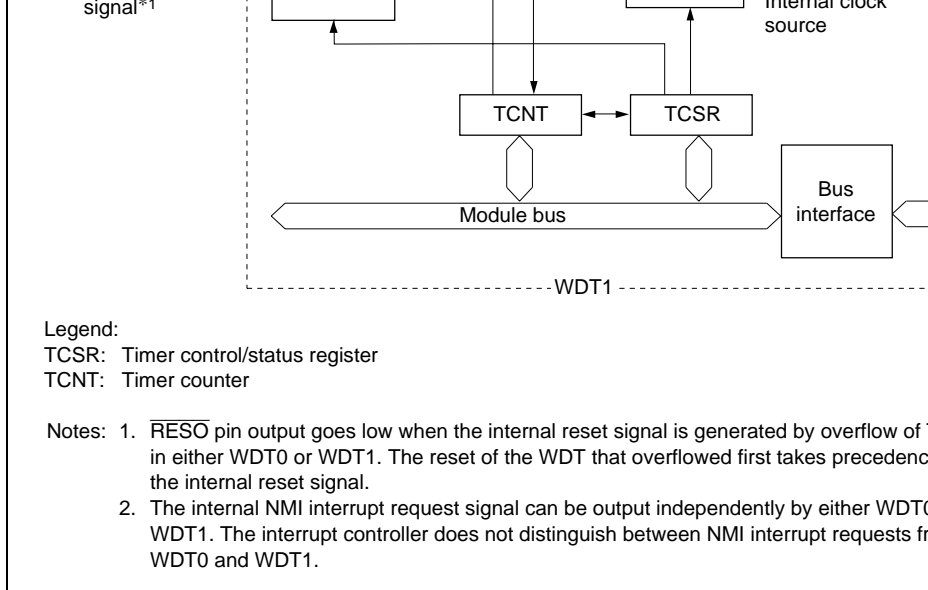 signal*1
Internal clock
source
TCNT
TCSR
Bus
interface
Module bus
WDT1
Legend:
TCSR: Timer control/status register
TCNT: Timer counter
Notes: 1. RESO pin output goes low when the internal reset signal is generated by overflow of
in either WDT0 or WDT1. The reset of the WDT that overflowed first takes
the internal reset signal.
2. The internal NMI interrupt request signal can be output independently by either WDT0
WDT1. The interrupt controller does not distinguish between NMI interrupt requests
WDT0 and WDT1.